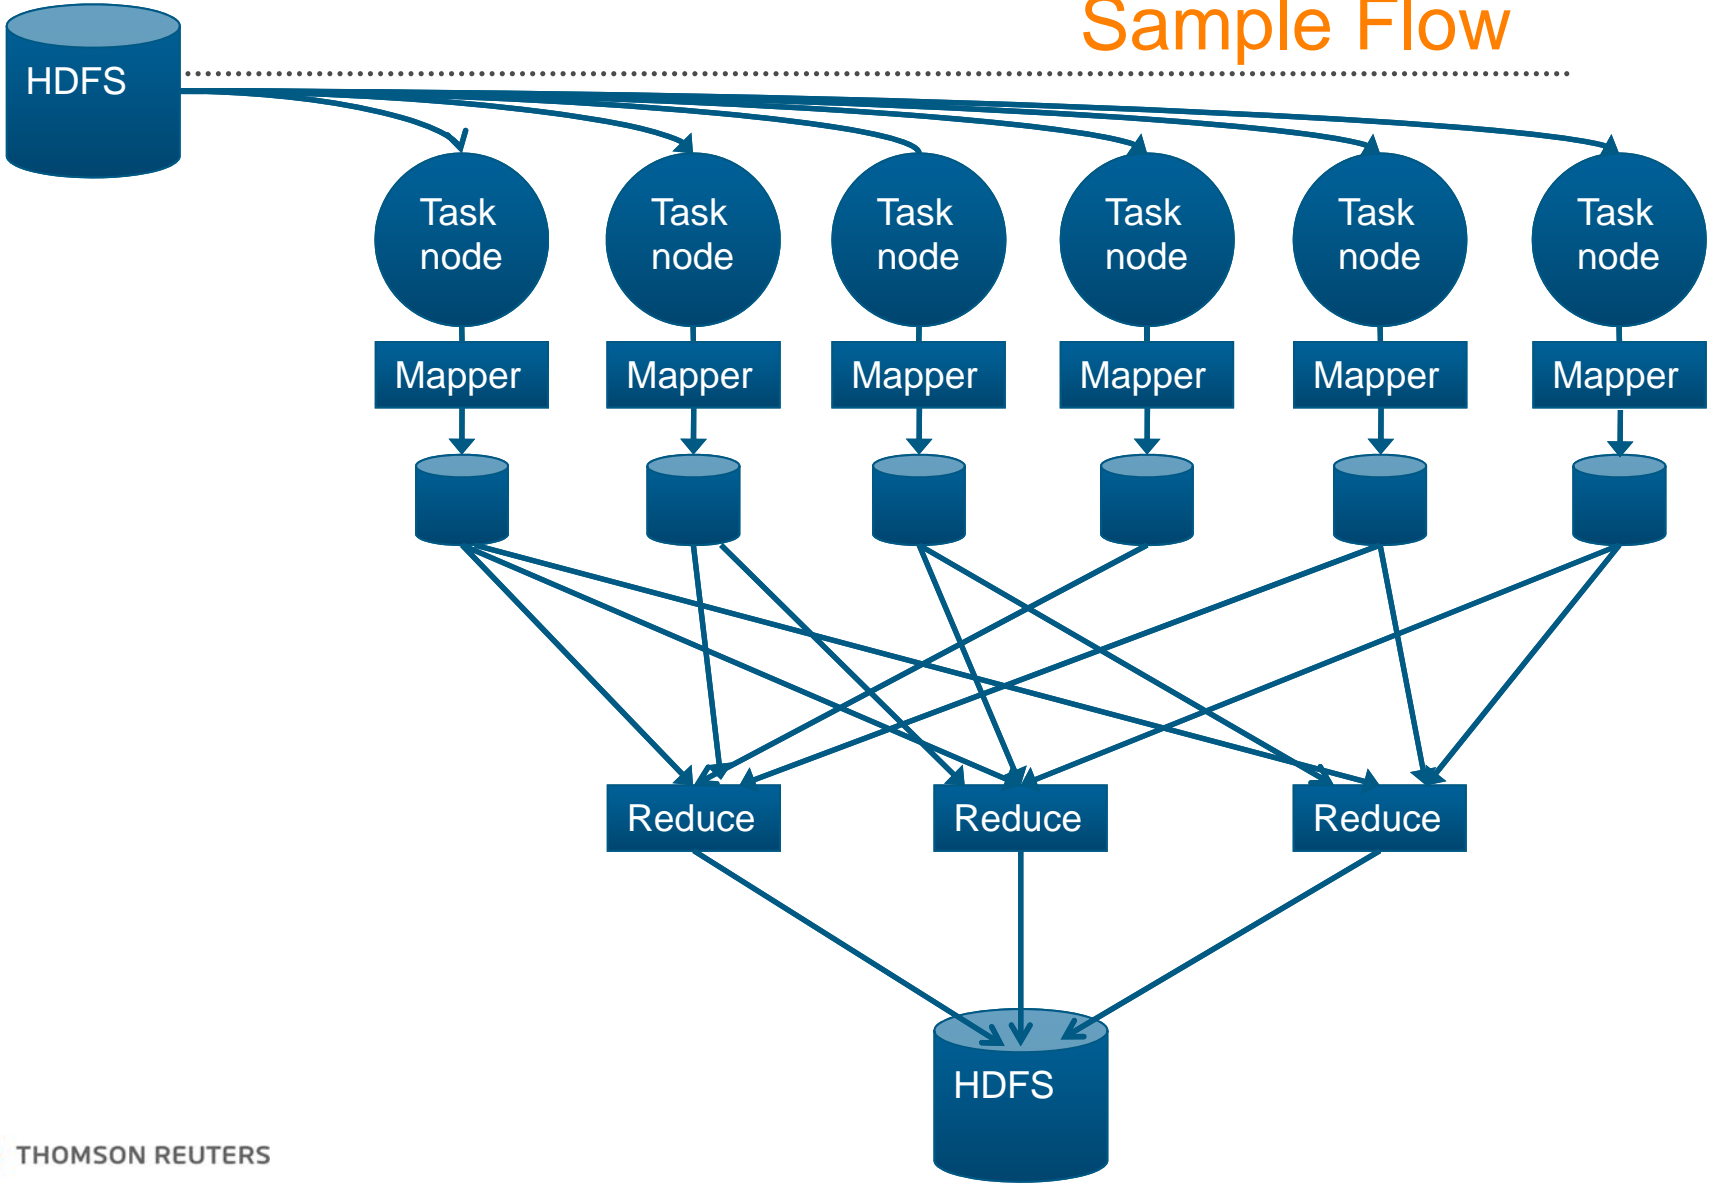 Sample Flow
HDFS
Task
node
Task
node
Task
node
Task
node
Task
node
Task
node
Mapper
Mapper
Mapper
Mapper
Mapper
Mapper
Reduce
Reduce
Reduce
HDFS
THOMSON REUTERS